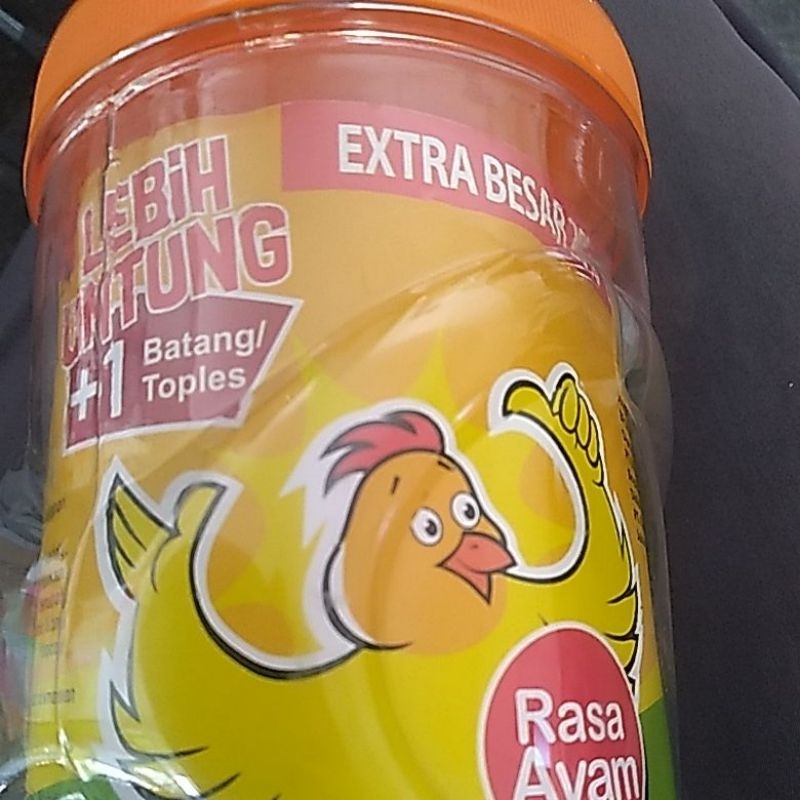 EXTRA BESAR
LEBiH
UNTUNG
+1 Batang/
Toples
Rasa
Ayam